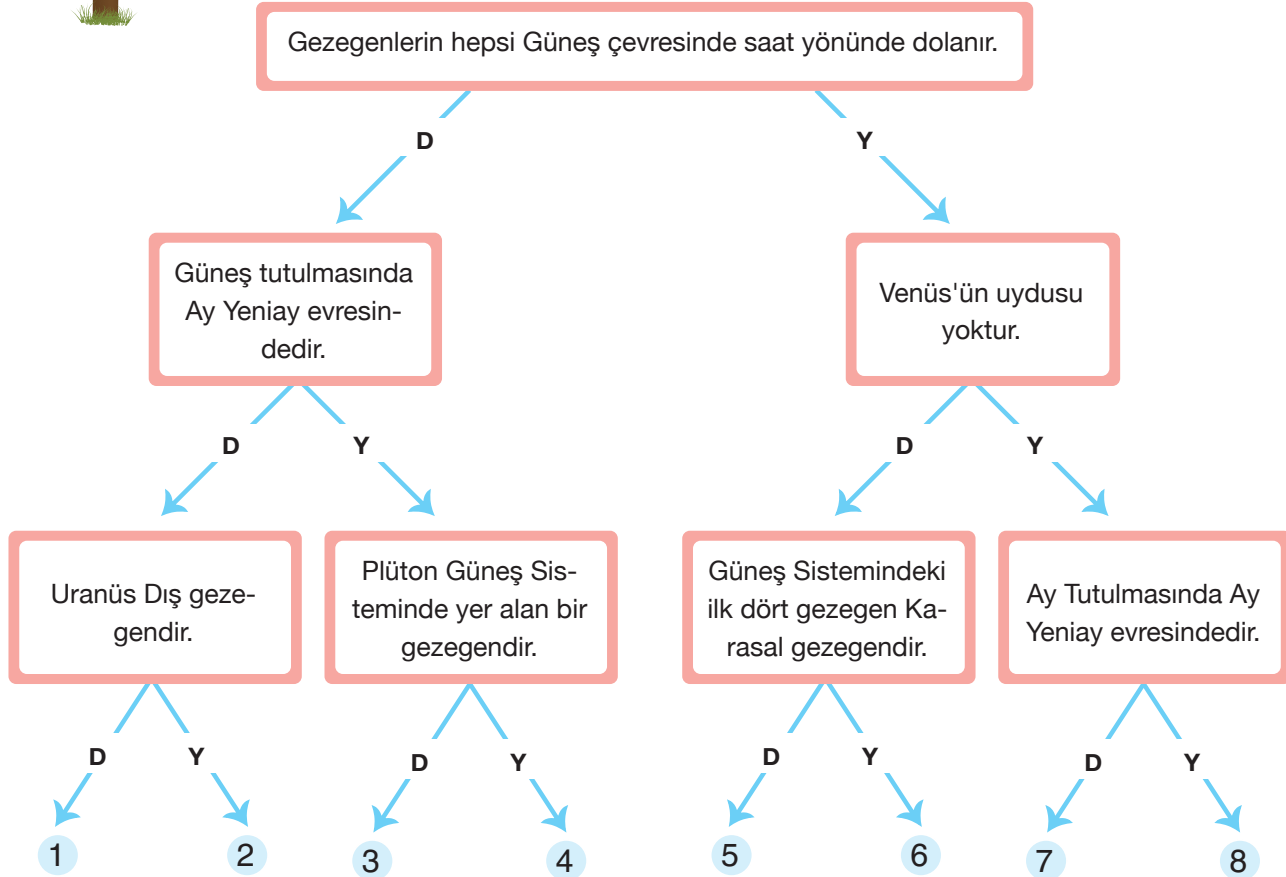 Gezegenlerin hepsi Güneş çevresinde saat yönünde dolanır.
D
Y
Güneş tutulmasında
Ay Yeniay evresin-
dedir.
Venüs'ün uydusu
yoktur.
D
Y
D
Y
Uranüs Dış geze-
gendir.
Plüton Güneş Sis-
teminde yer alan bir
gezegendir.
Güneş Sistemindeki
ilk dört gezegen Ka-
rasal gezegendir.
Ay Tutulmasında Ay
Yeniay evresindedir.
D
Y
D
Y
D
Y
D
Y
1
2
3
4
5
6
7
8